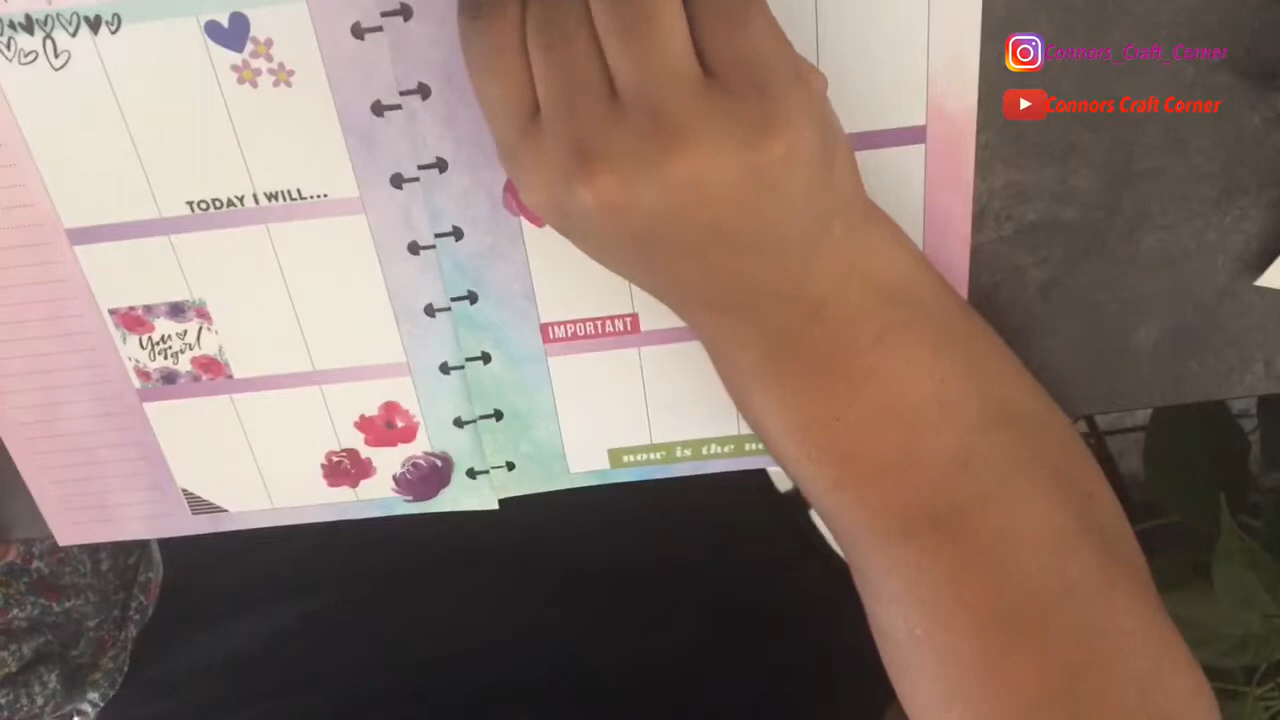 Connors_Craft_Corner
Connors Craft Corner
TODAY I WILL...
You go girl
IMPORTANT
now is the